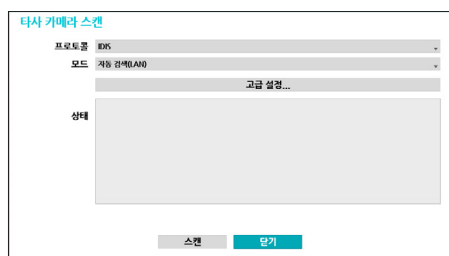 타사 카메라 스캔
프로토콜 IDIS
모드 자동 검색(LAN)
고급 설정...
상태
스캔 닫기